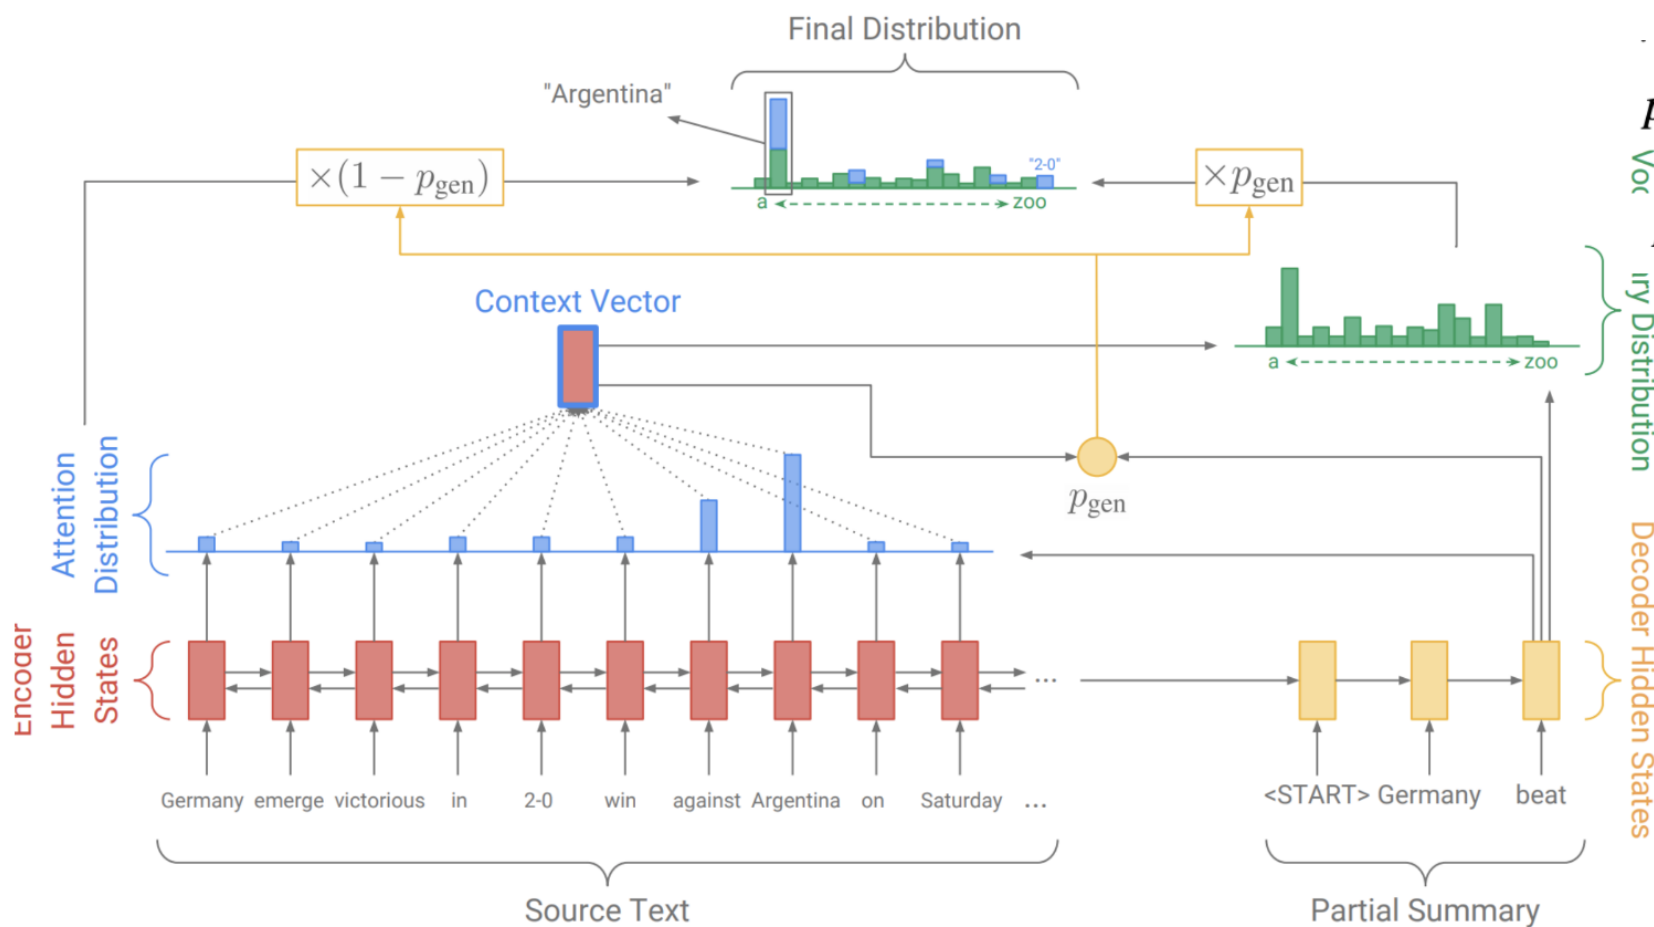 Final Distribution
"Argentina"
×(1 − pgen)
"2-0"
×pgen
a
zoo
Context Vector
a
zoo
Distribution
Attention
Distribution
pgen
Encoder
Hidden
States
Decoder Hidden States
Germany emerge victorious in 2-0 win against Argentina on Saturday ...
...
<START> Germany beat
Source Text
Partial Summary